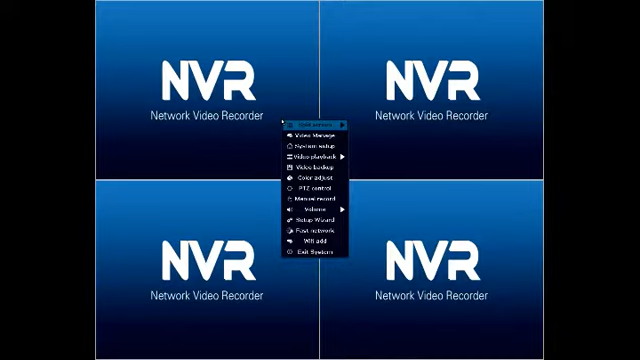 NVR
Network Video Recorder
NVR
Network Video Recorder
Video Manage
System setup
Video playback
Video backup
Color adjust
PTZ control
Manual record
Volume
Setup Wizard
Fast network
Wifi add
Exit System
NVR
Network Video Recorder
NVR
Network Video Recorder